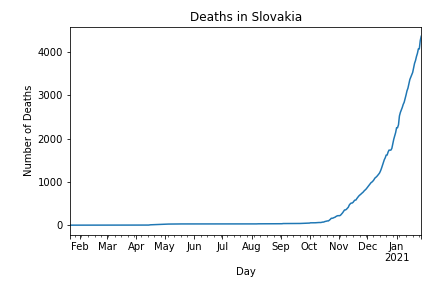 Deaths in Slovakia
Number of Deaths
4000
3000
2000
1000
0
Feb Mar Apr May Jun Jul Aug Sep Oct Nov Dec Jan
2021
Day